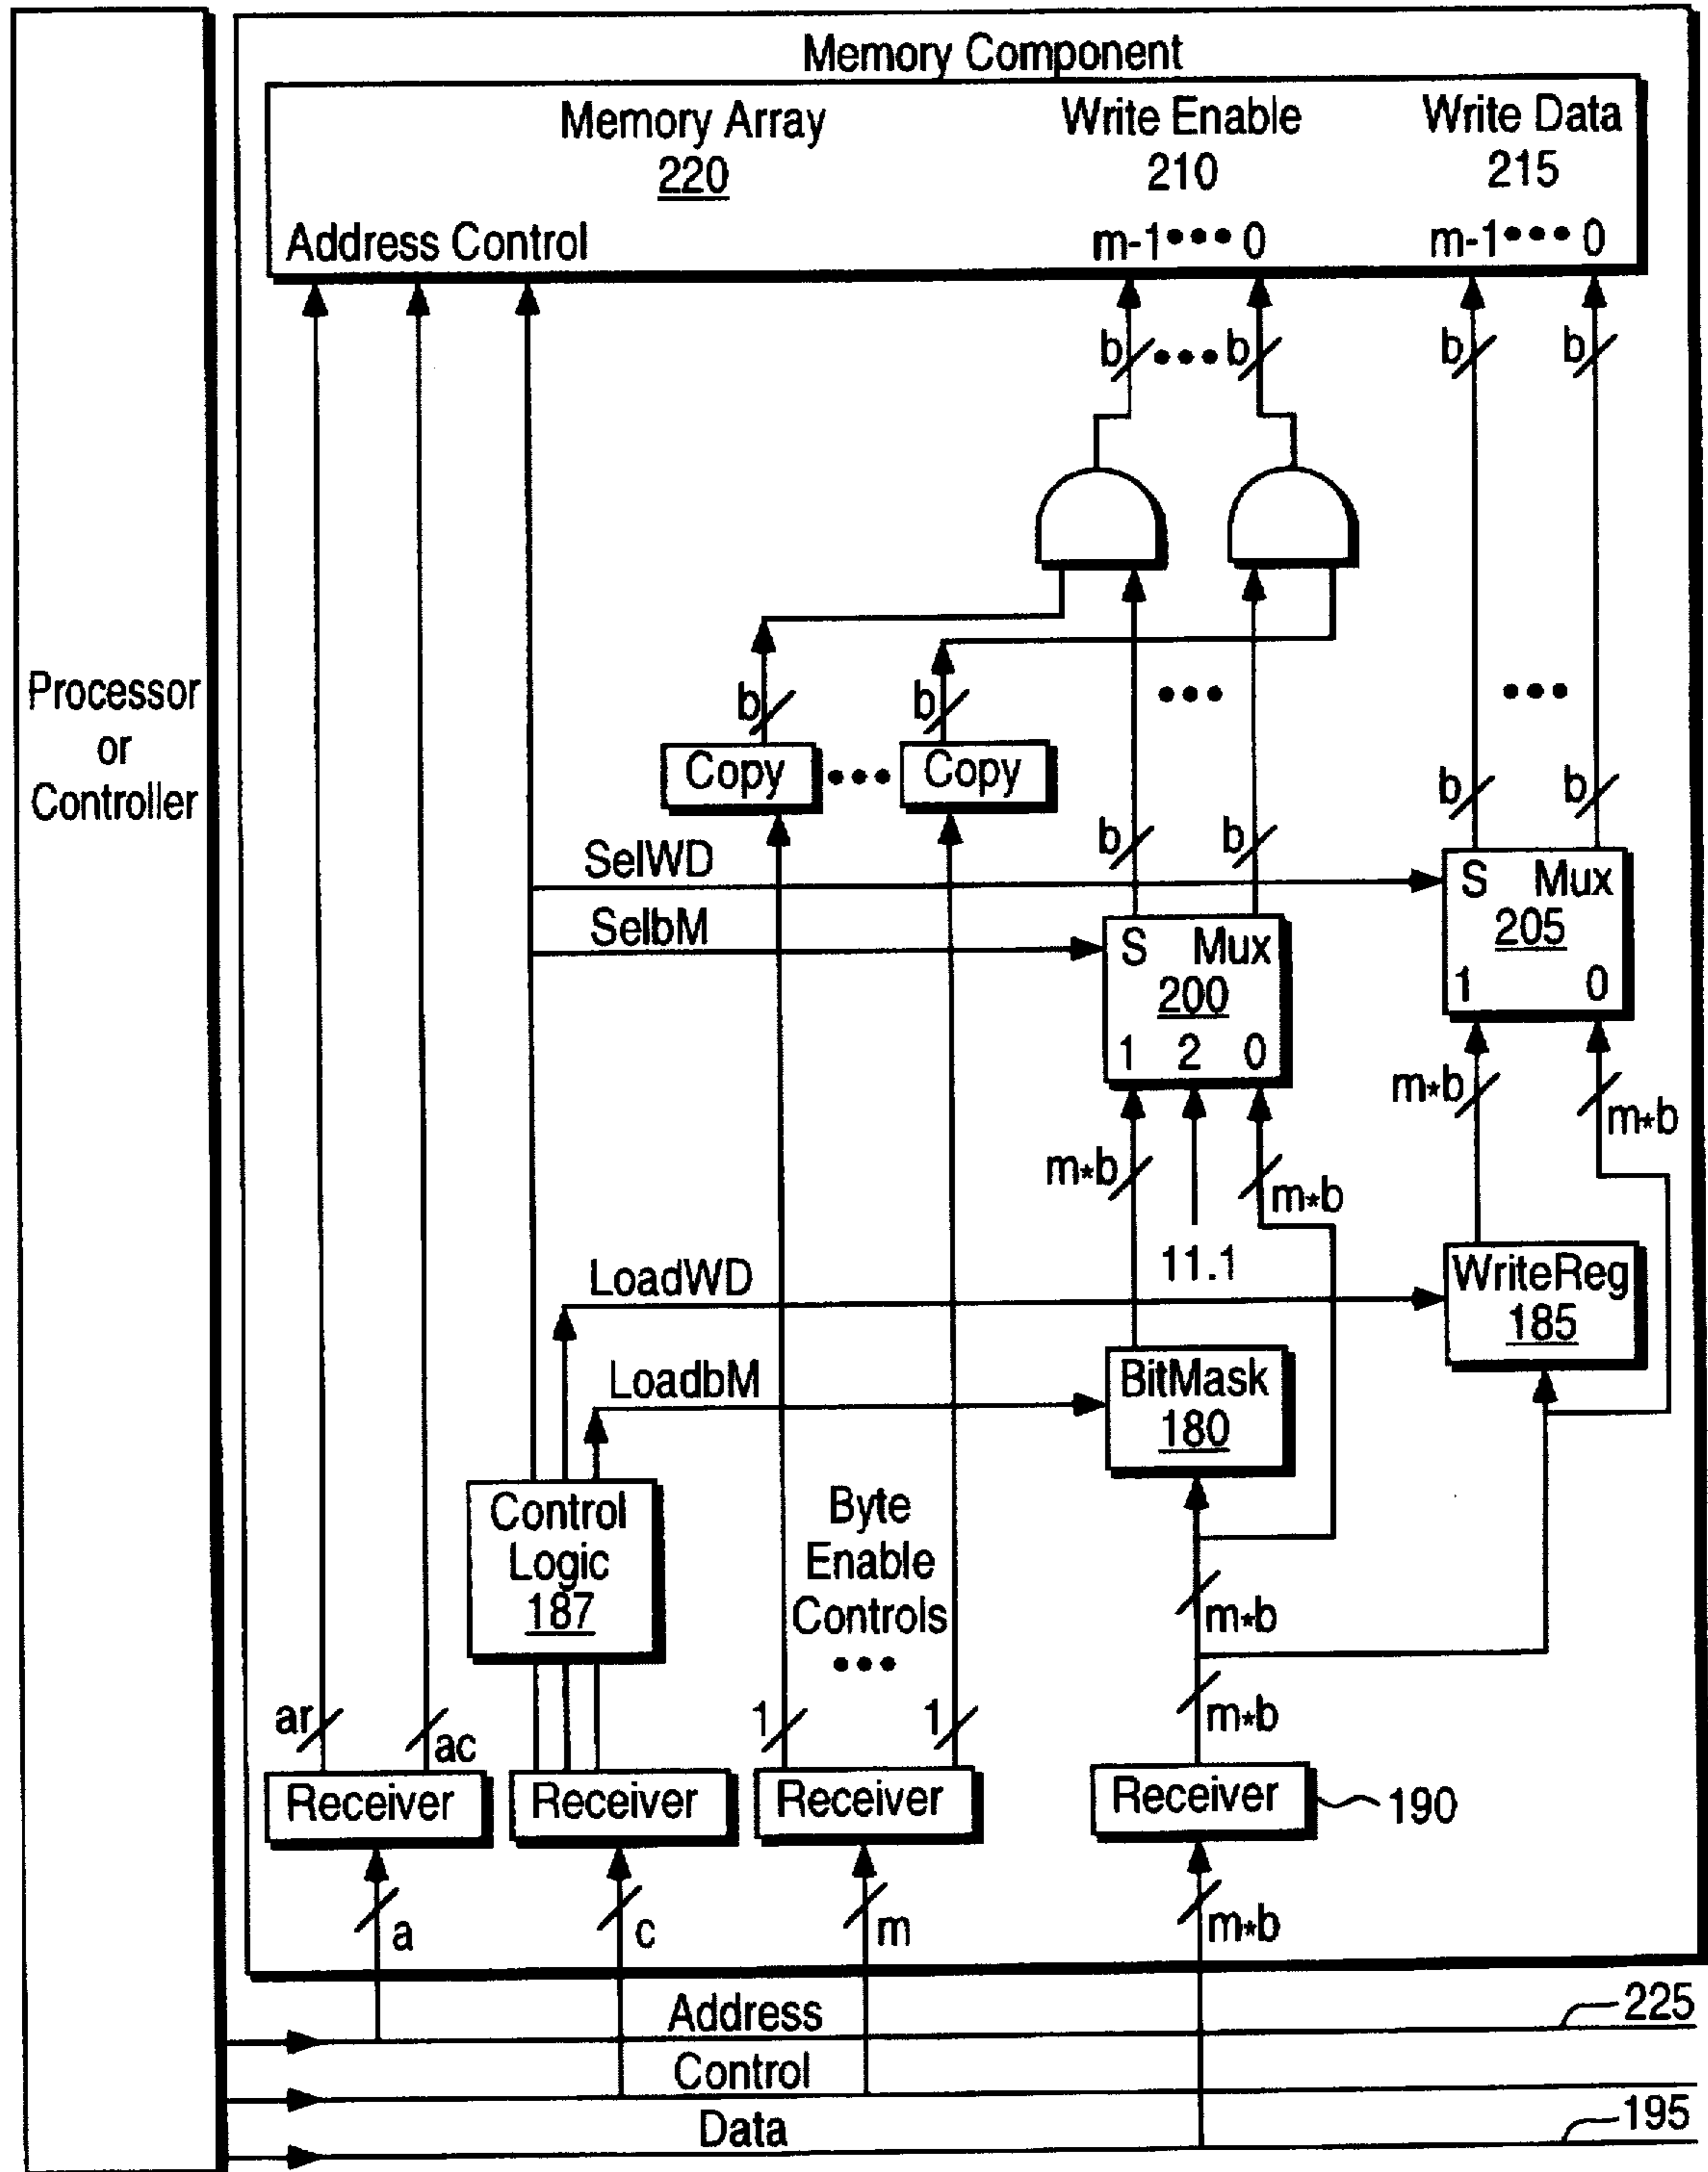 Memory Component
Memory Array
220
Write Enable
210
Write Data
215
Address Control
m-1•••0
m-1•••0
b•••b
b
b
Processor
or
Controller
b
b
•••
•••
Copy
•••
Copy
b
b
b
b
SelWD
S Mux
205
1 0
SelbM
S Mux
200
1 2 0
m*b
m*b
m*b
m*b
11.1
LoadWD
WriteReg
185
LoadbM
BitMask
180
Control
Logic
187
Byte
Enable
Controls
•••
m*b
m*b
ar
ac
1
1
Receiver
Receiver
Receiver
Receiver
190
a
c
m
m*b
Address
225
Control
Data
195